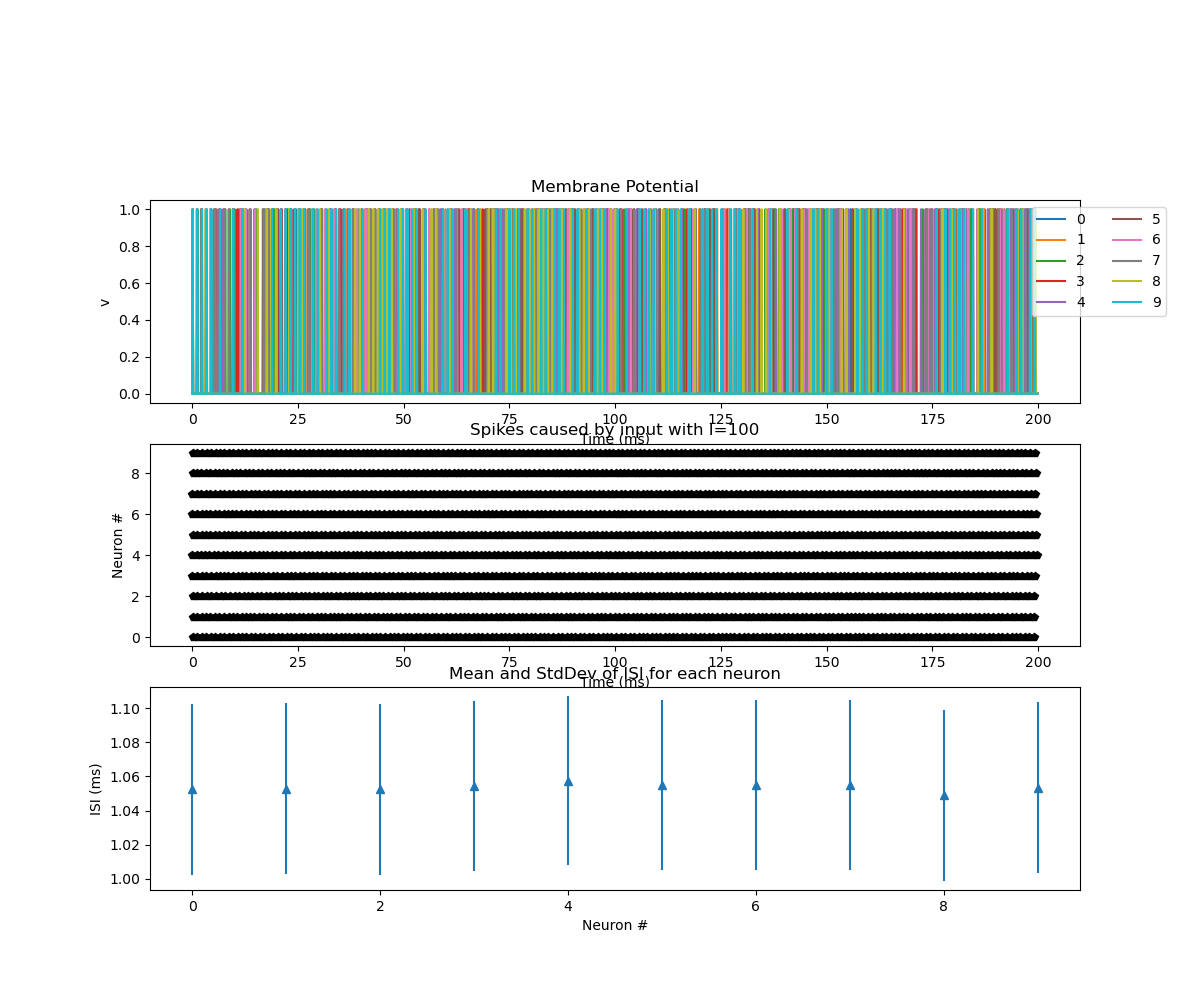 Membrane Potential
1.0
0.8
0.6
0.4
0.2
0.0
v
0 5
1 6
2 7
3 8
4 9
0 25 50 75 100 125 150 175 200
Time (ms)
Spikes caused by input with I=100
8
6
4
2
0
Neuron #
0 25 50 75 100 125 150 175 200
Time (ms)
Mean and StdDev of ISI for each neuron
1.10
1.08
1.06
1.04
1.02
1.00
ISI (ms)
0 2 4 6 8
Neuron #